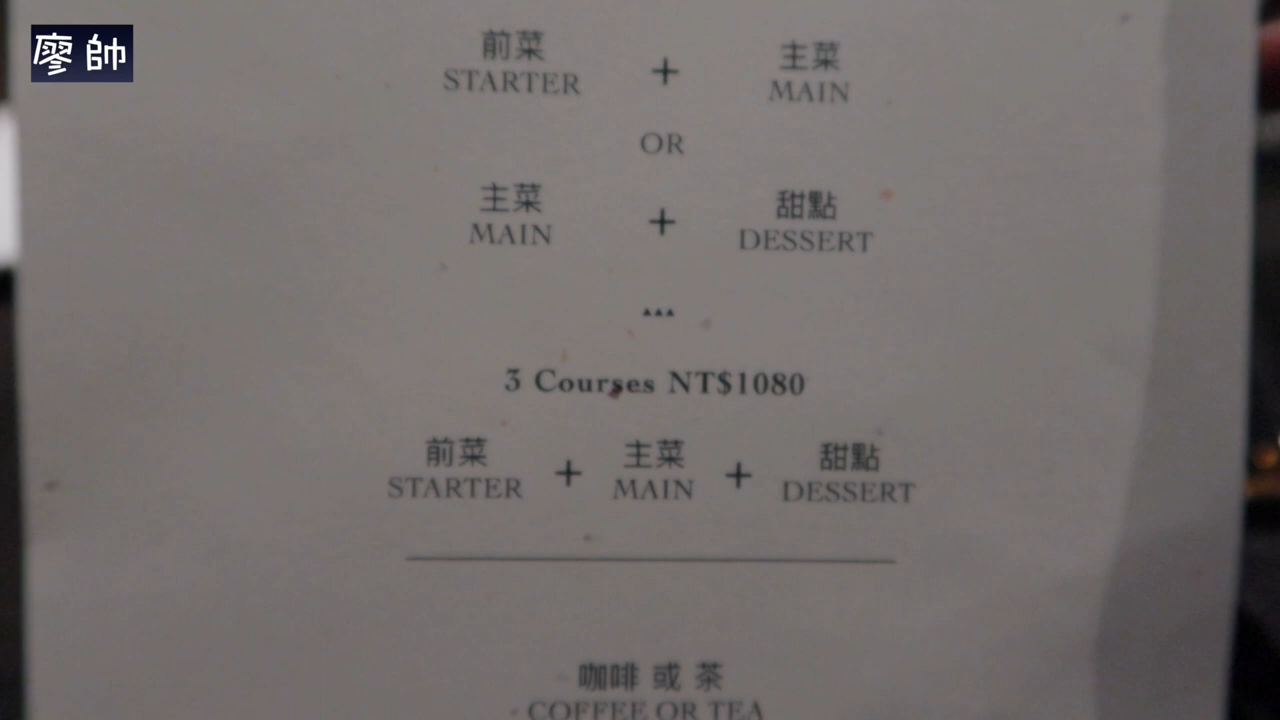 廖帥
前菜 + 主菜
STARTER MAIN
OR
主菜 + 甜點
MAIN DESSERT
3 Courses NT$1080
前菜 + 主菜 + 甜點
STARTER MAIN DESSERT
咖啡 或 茶
COFFEE OR TEA